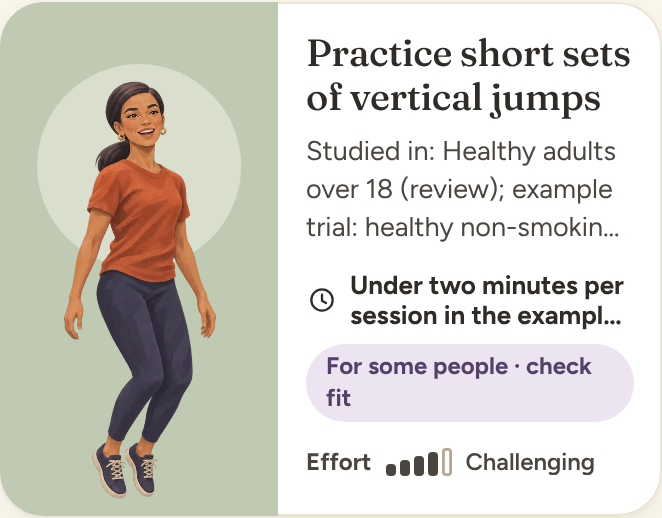 Practice short sets
of vertical jumps
Studied in: Healthy adults
over 18 (review); example
trial: healthy non-smokin...
Under two minutes per
session in the exampl...
For some people · check
fit
Effort Challenging